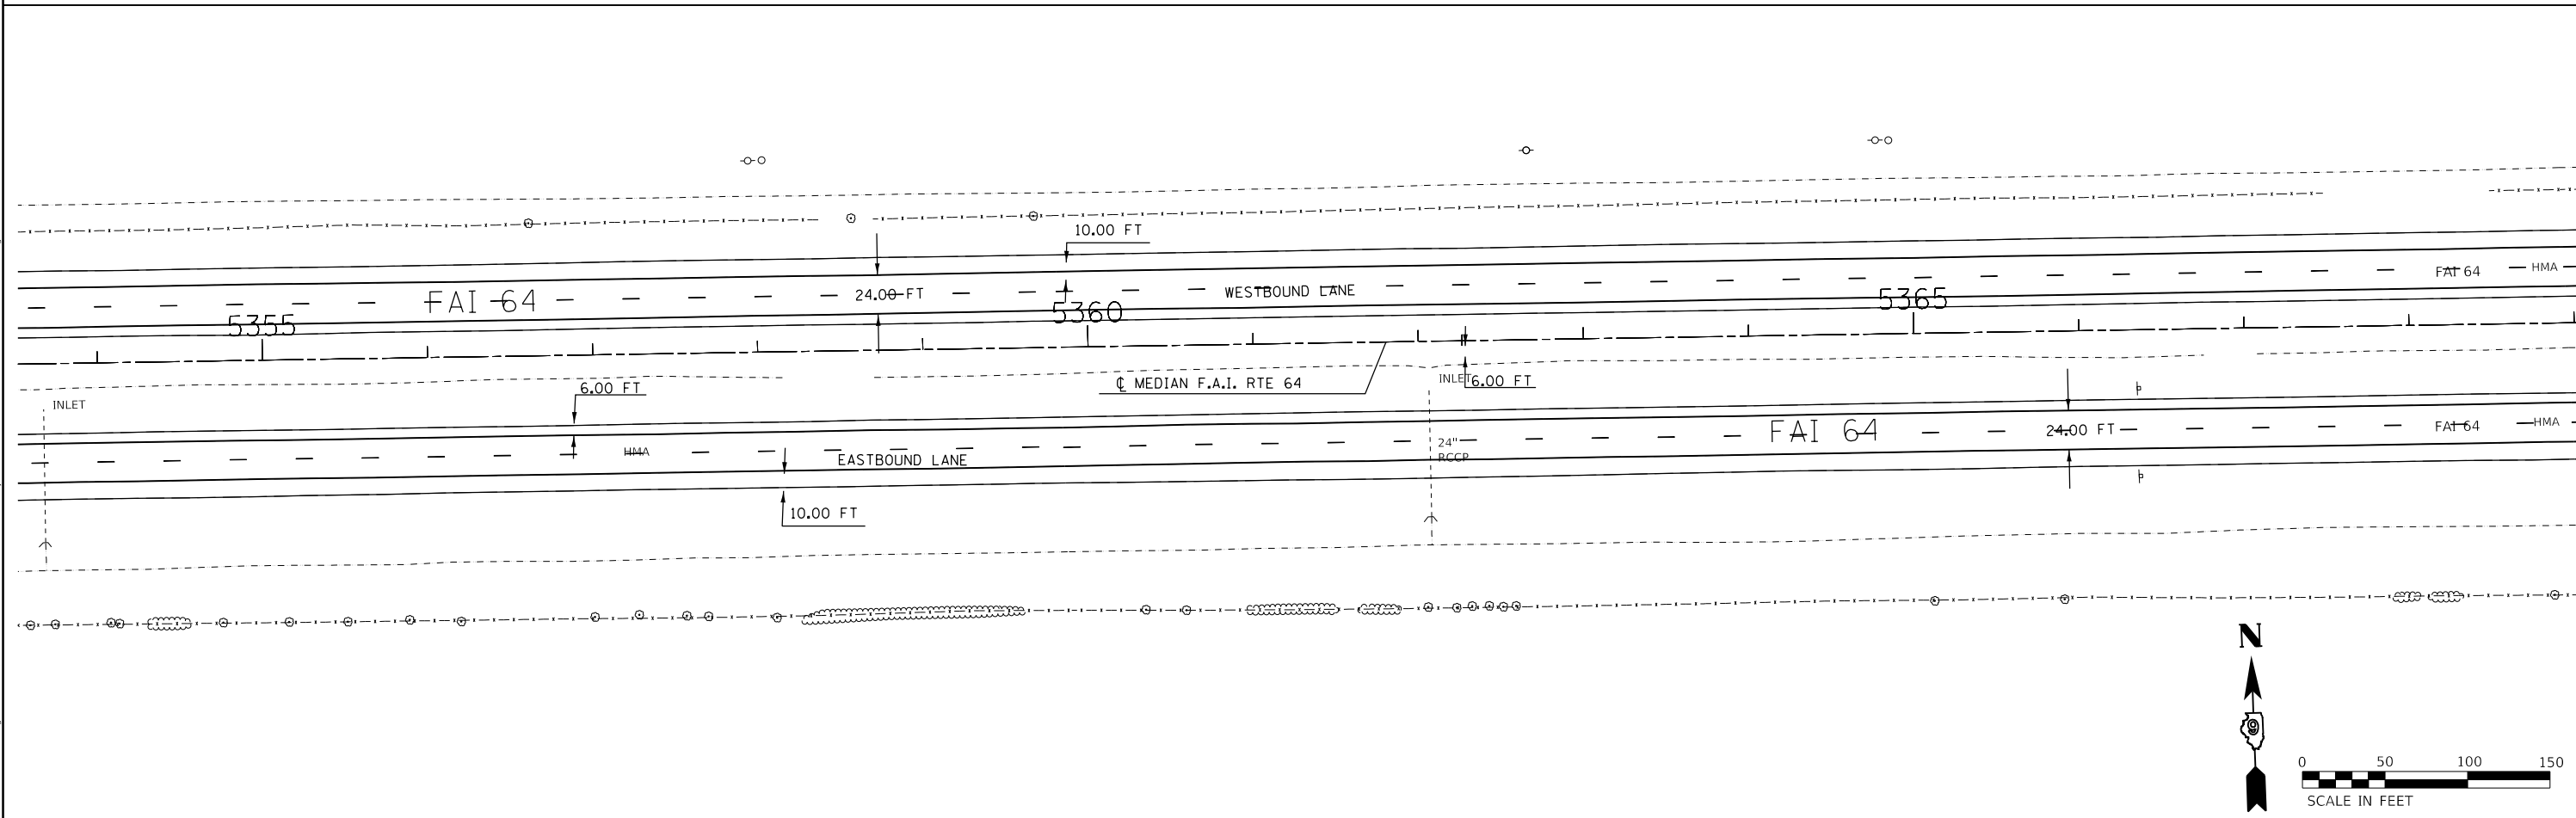 10.00 FT
FAI 64 HMA
FAI 64
24.00 FT
WESTBOUND LANE
5355
5360
5365
6.00 FT
℄ MEDIAN F.A.I. RTE 64
INLET
6.00 FT
INLET
FAI 64
24.00 FT
FAI 64 HMA
24"
RCCP
HMA
EASTBOUND LANE
10.00 FT
N
0 50 100 150
SCALE IN FEET